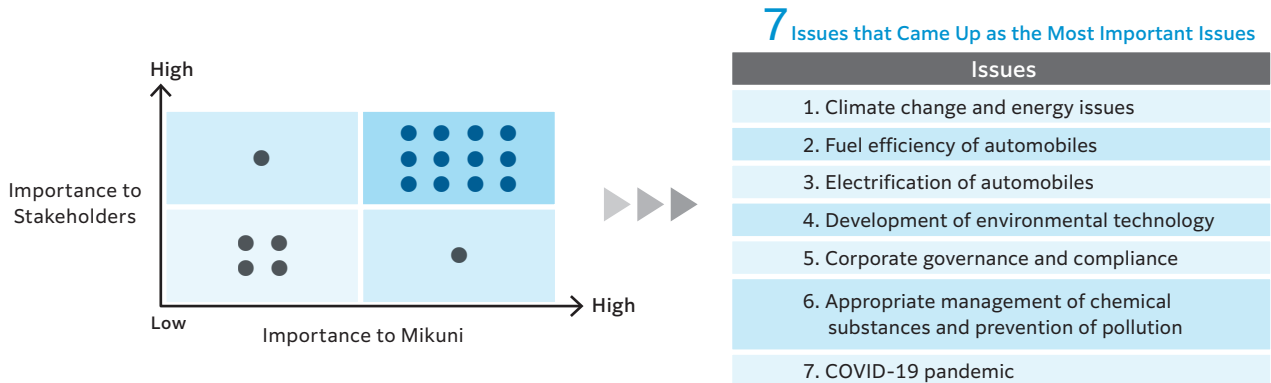 High
Importance to
Stakeholders
Low
Importance to Mikuni
High
7 Issues that Came Up as the Most Important Issues
Issues
1. Climate change and energy issues
2. Fuel efficiency of automobiles
3. Electrification of automobiles
4. Development of environmental technology
5. Corporate governance and compliance
6. Appropriate management of chemical
substances and prevention of pollution
7. COVID-19 pandemic